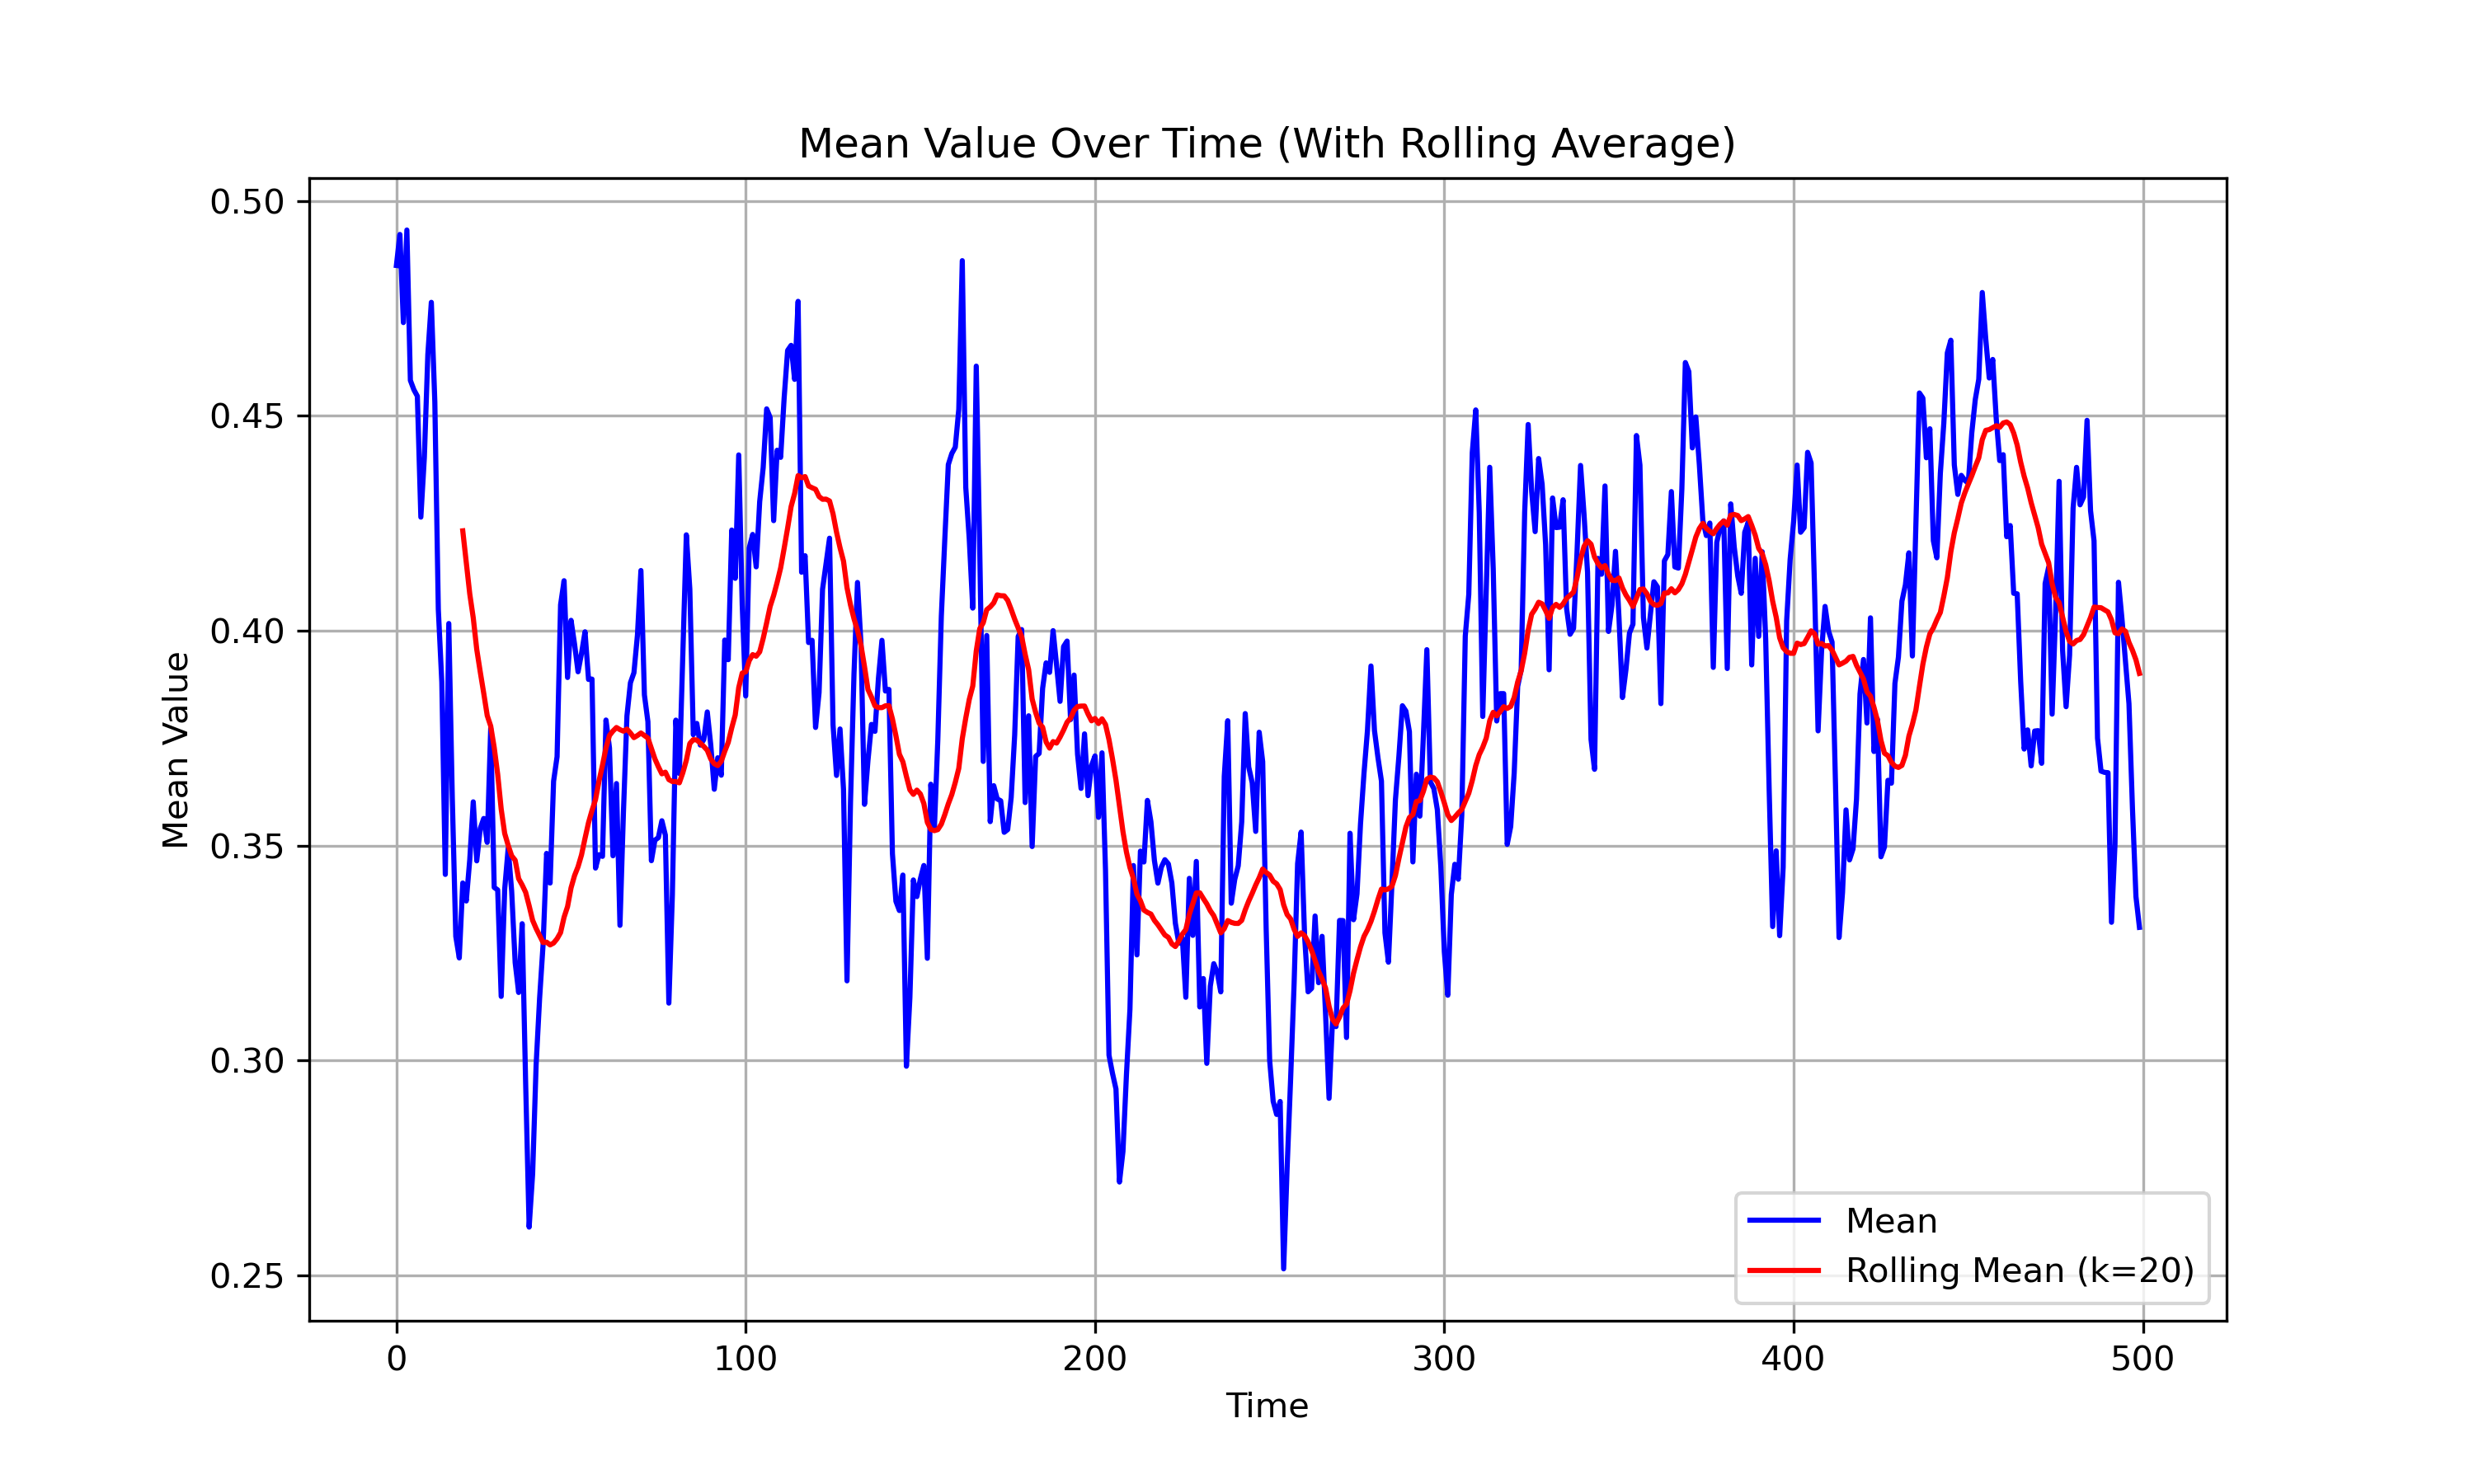 Mean Value Over Time (With Rolling Average)
0.50
0.45
0.40
0.35
0.30
0.25
Mean Value
0 100 200 300 400 500
Time
Mean
Rolling Mean (k=20)